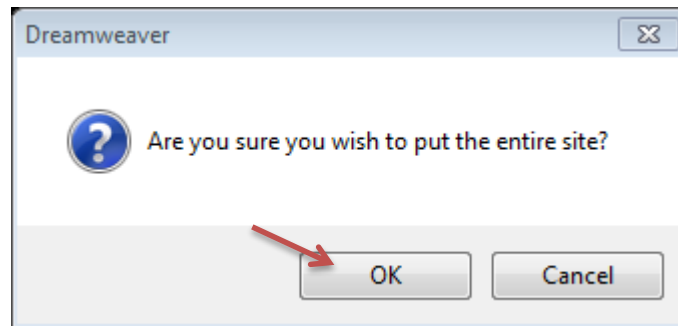 Dreamweaver
Are you sure you wish to put the entire site?
OK
Cancel